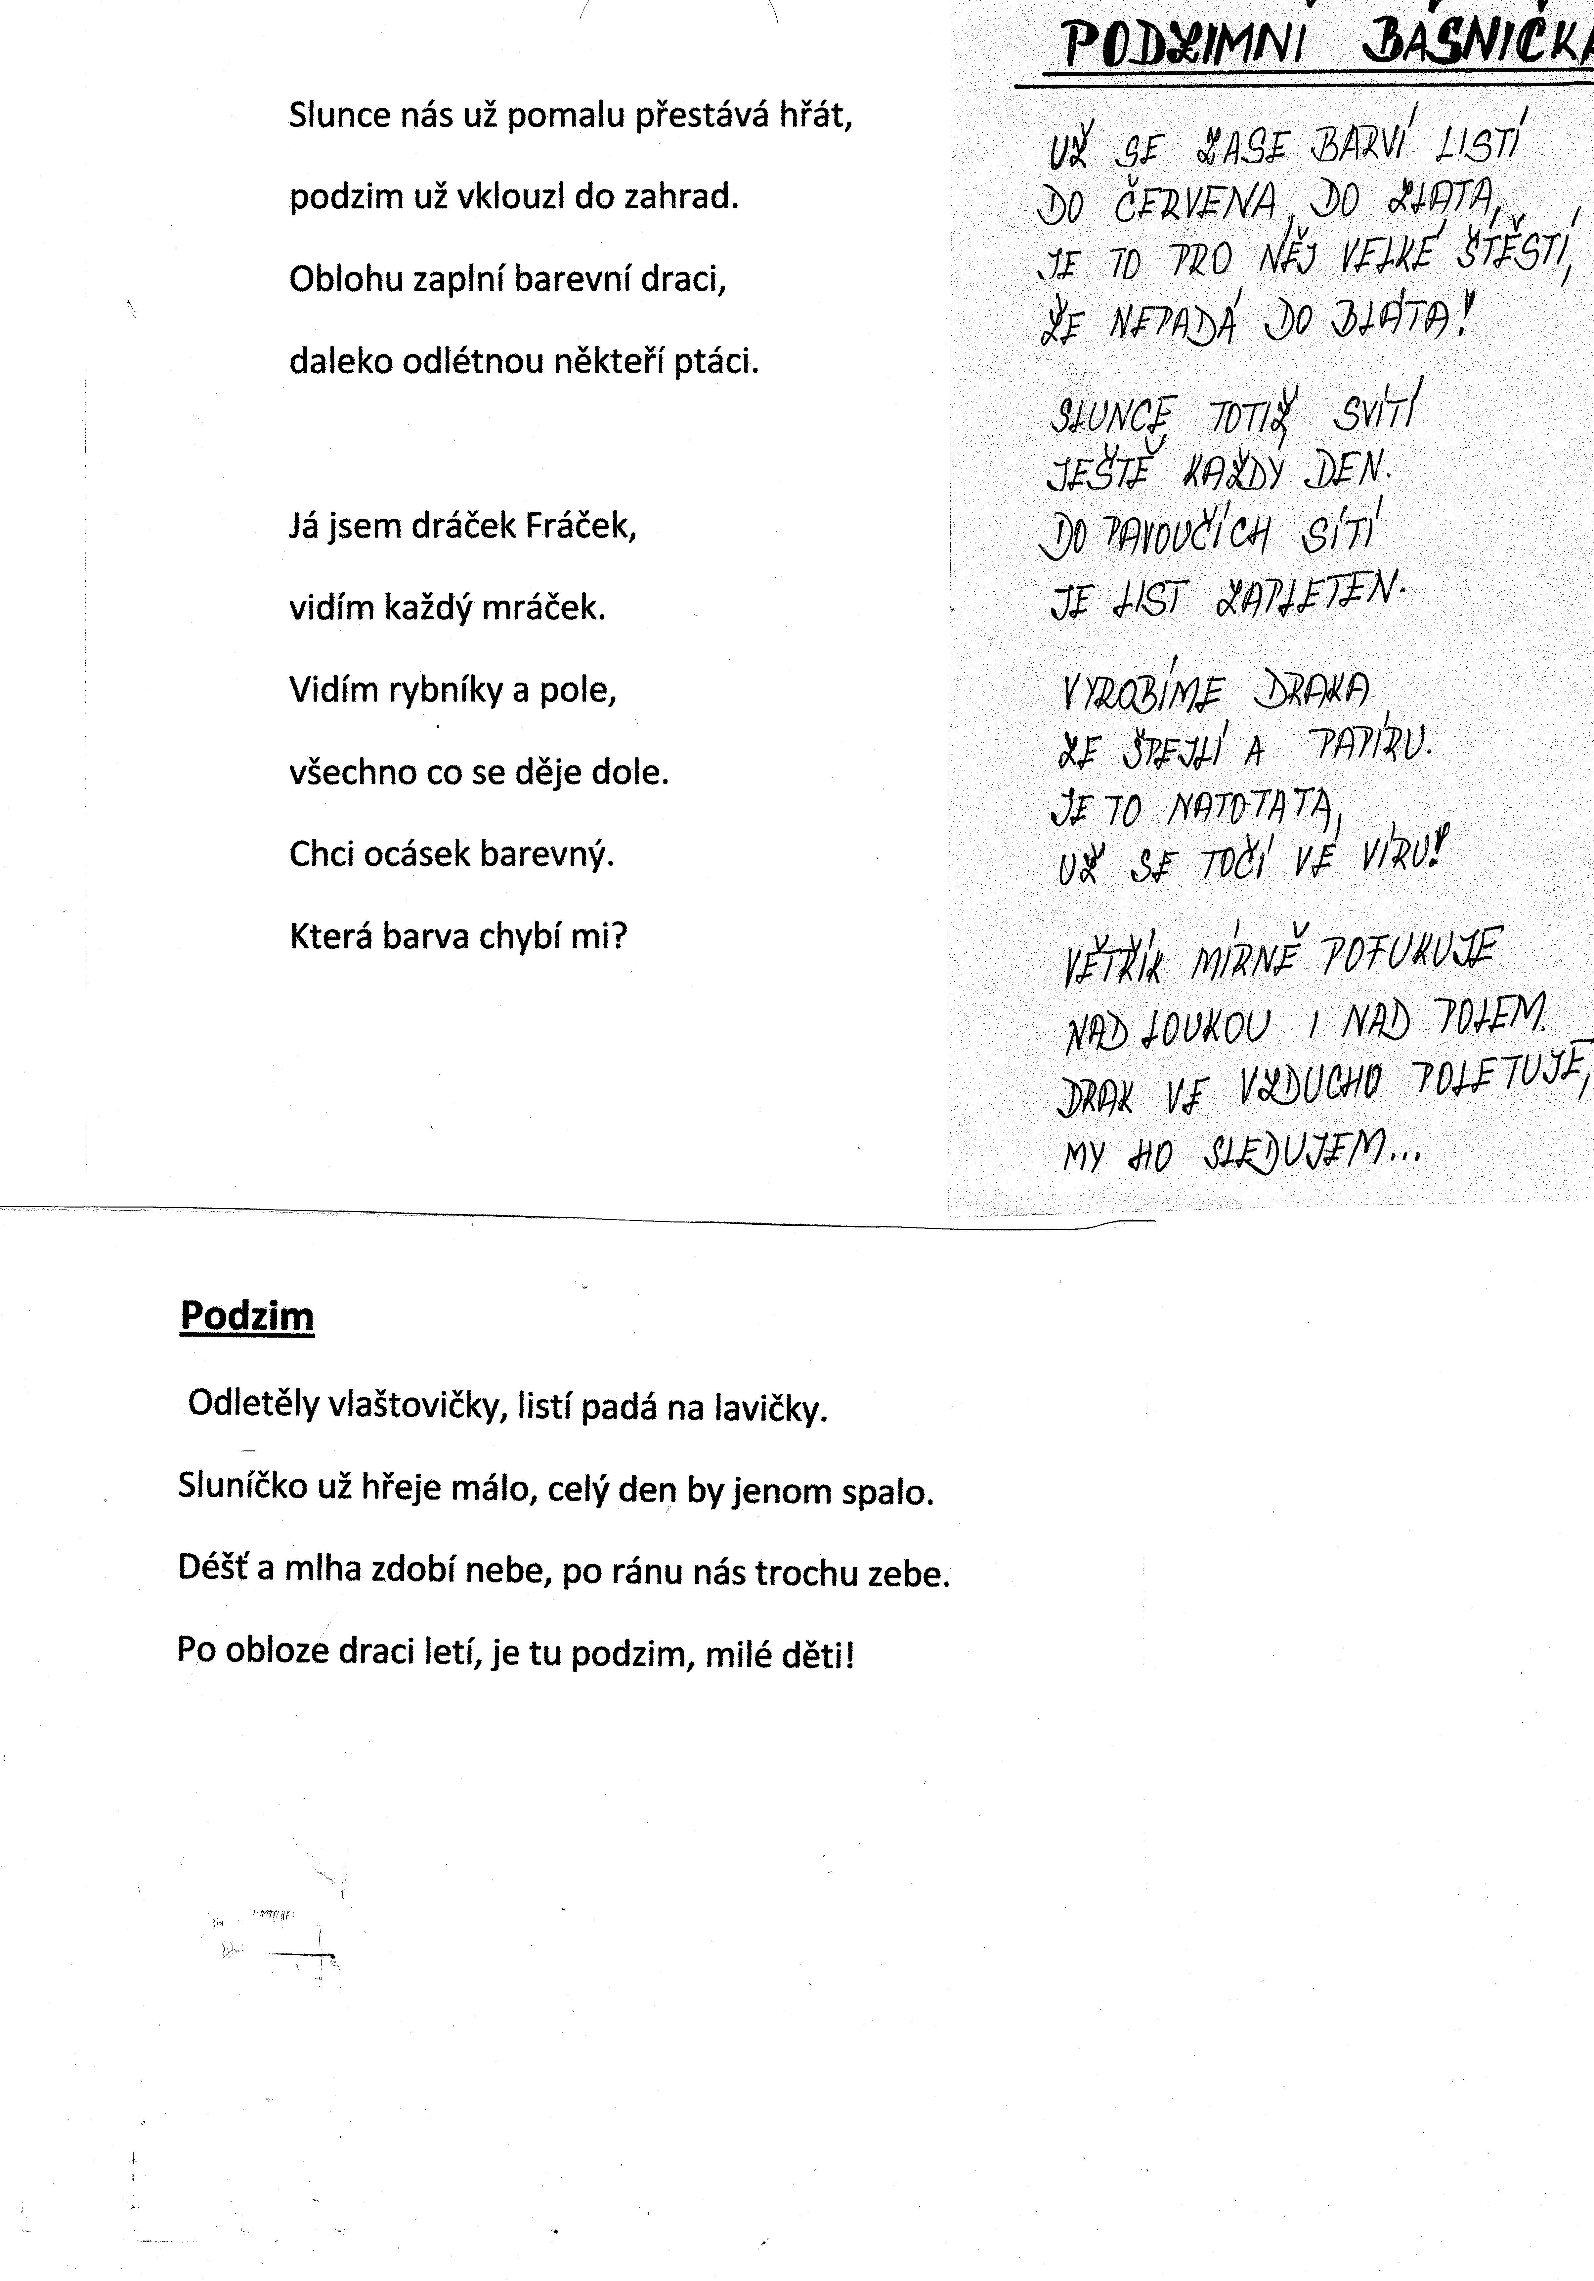 Slunce nás už pomalu přestává hřát,
podzim už vklouzl do zahrad.
Oblohu zaplní barevní draci,
daleko odlétnou někteří ptáci.
Já jsem dráček Fráček,
vidím každý mráček.
Vidím rybníky a pole,
všechno co se děje dole.
Chci ocásek barevný.
Která barva chybí mi?
PODZIMNÍ BÁSNIČKA
UŽ SE ZASE BARVÍ LISTÍ
DO ČERVENA, DO ZLATA,
JE TO PRO NĚJ VELKÉ ŠTĚSTÍ,
ŽE NEPADÁ DO BLÁTA!
SLUNCE TOTIŽ SVÍTÍ
JEŠTĚ KAŽDÝ DEN.
DO PAVOUČÍCH SÍTÍ
JE LIST ZAPLETEN.
VYROBÍME DRAKA
ZE ŠPEJLÍ A PAPÍRU.
JE TO NATOTATA,
UŽ SE TOČÍ VE VÍRU!
VĚTŘÍK MÍRNĚ POFUKUJE
NAD LOUKOU I NAD POLEM.
DRAK VE VZDUCHO POLETUJE,
MY HO SLEDUJEM...
Podzim
Odletěly vlaštovičky, listí padá na lavičky.
Sluníčko už hřeje málo, celý den by jenom spalo.
Déšť a mlha zdobí nebe, po ránu nás trochu zebe.
Po obloze draci letí, je tu podzim, milé děti!